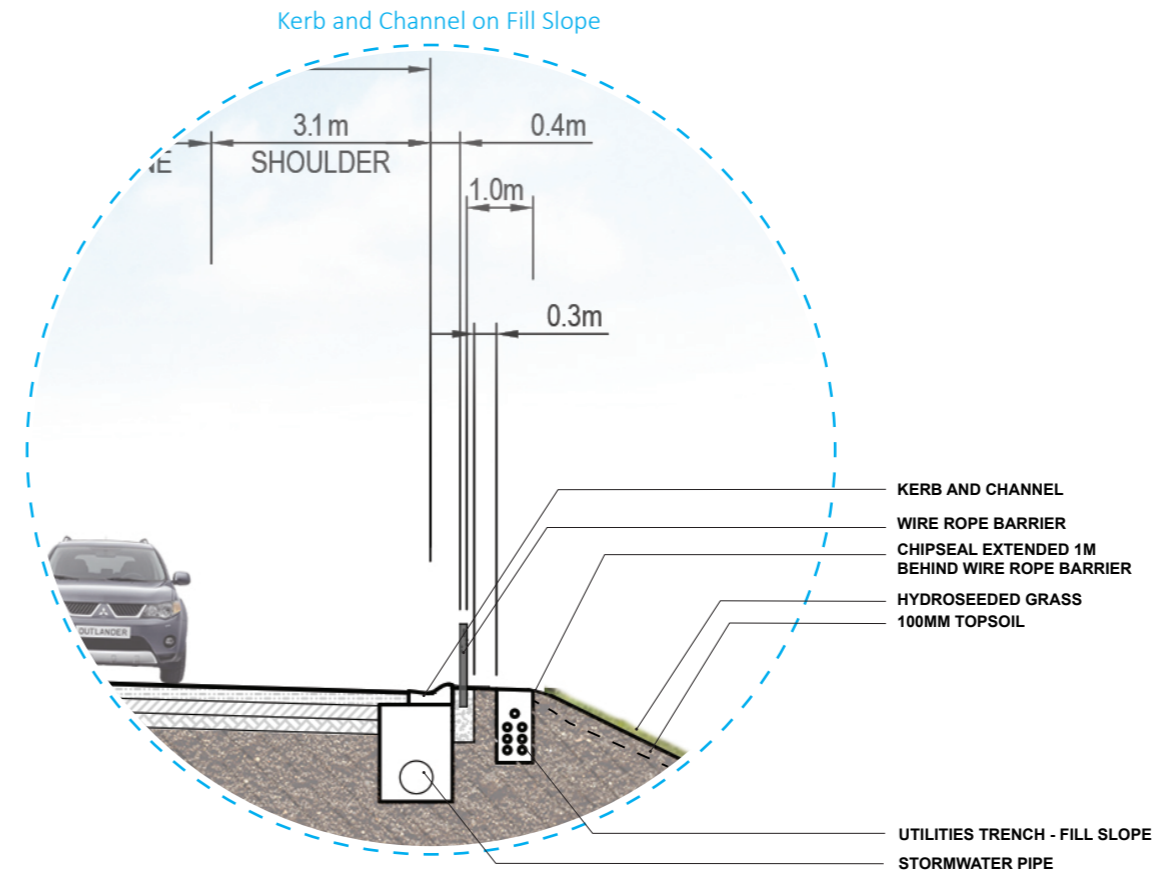 Kerb and Channel on Fill Slope
3.1m
0.4m
SHOULDER
1.0m
0.3m
OUTLANDER
KERB AND CHANNEL
WIRE ROPE BARRIER
CHIPSEAL EXTENDED 1M
BEHIND WIRE ROPE BARRIER
HYDROSEEDED GRASS
100MM TOPSOIL
UTILITIES TRENCH - FILL SLOPE
STORMWATER PIPE